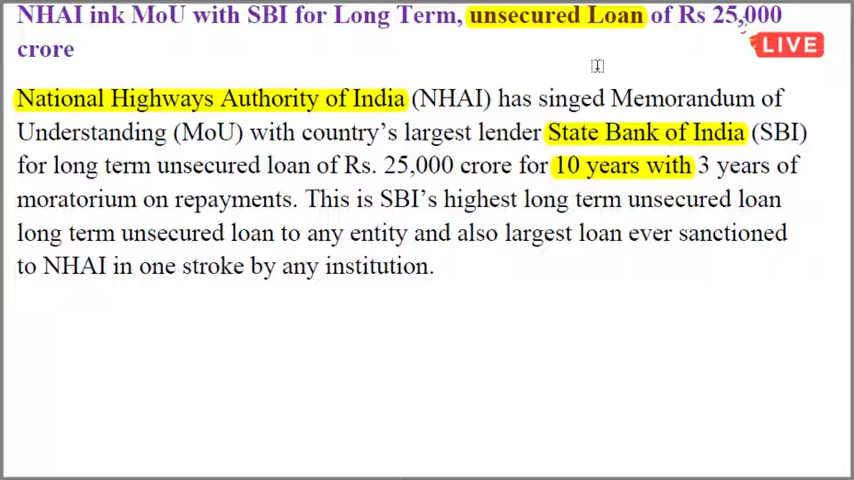 NHAI ink MoU with SBI for Long Term, unsecured Loan of Rs 25,000
crore
LIVE
National Highways Authority of India (NHAI) has singed Memorandum of
Understanding (MoU) with country's largest lender State Bank of India (SBI)
for long term unsecured loan of Rs. 25,000 crore for 10 years with 3 years of
moratorium on repayments. This is SBI's highest long term unsecured loan
long term unsecured loan to any entity and also largest loan ever sanctioned
to NHAI in one stroke by any institution.